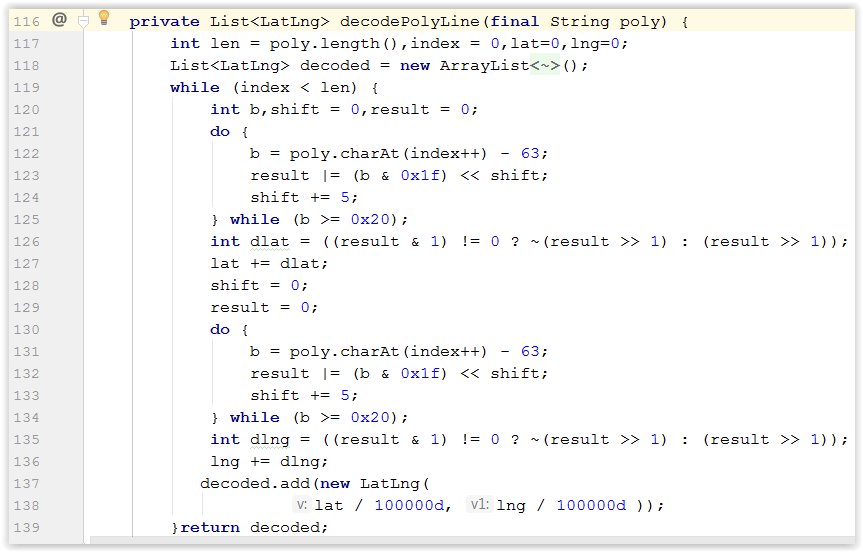 116 @ private List<LatLng> decodePolyLine(final String poly) {
117 int len = poly.length(),index = 0,lat=0,lng=0;
118 List<LatLng> decoded = new ArrayList<~>();
119 while (index < len) {
120 int b,shift = 0,result = 0;
121 do {
122 b = poly.charAt(index++) - 63;
123 result |= (b & 0x1f) << shift;
124 shift += 5;
125 } while (b >= 0x20);
126 int dlat = ((result & 1) != 0 ? ~(result >> 1) : (result >> 1));
127 lat += dlat;
128 shift = 0;
129 result = 0;
130 do {
131 b = poly.charAt(index++) - 63;
132 result |= (b & 0x1f) << shift;
133 shift += 5;
134 } while (b >= 0x20);
135 int dlng = ((result & 1) != 0 ? ~(result >> 1) : (result >> 1));
136 lng += dlng;
137 decoded.add(new LatLng(
138 v: lat / 100000d, v1: lng / 100000d ));
139 }return decoded;